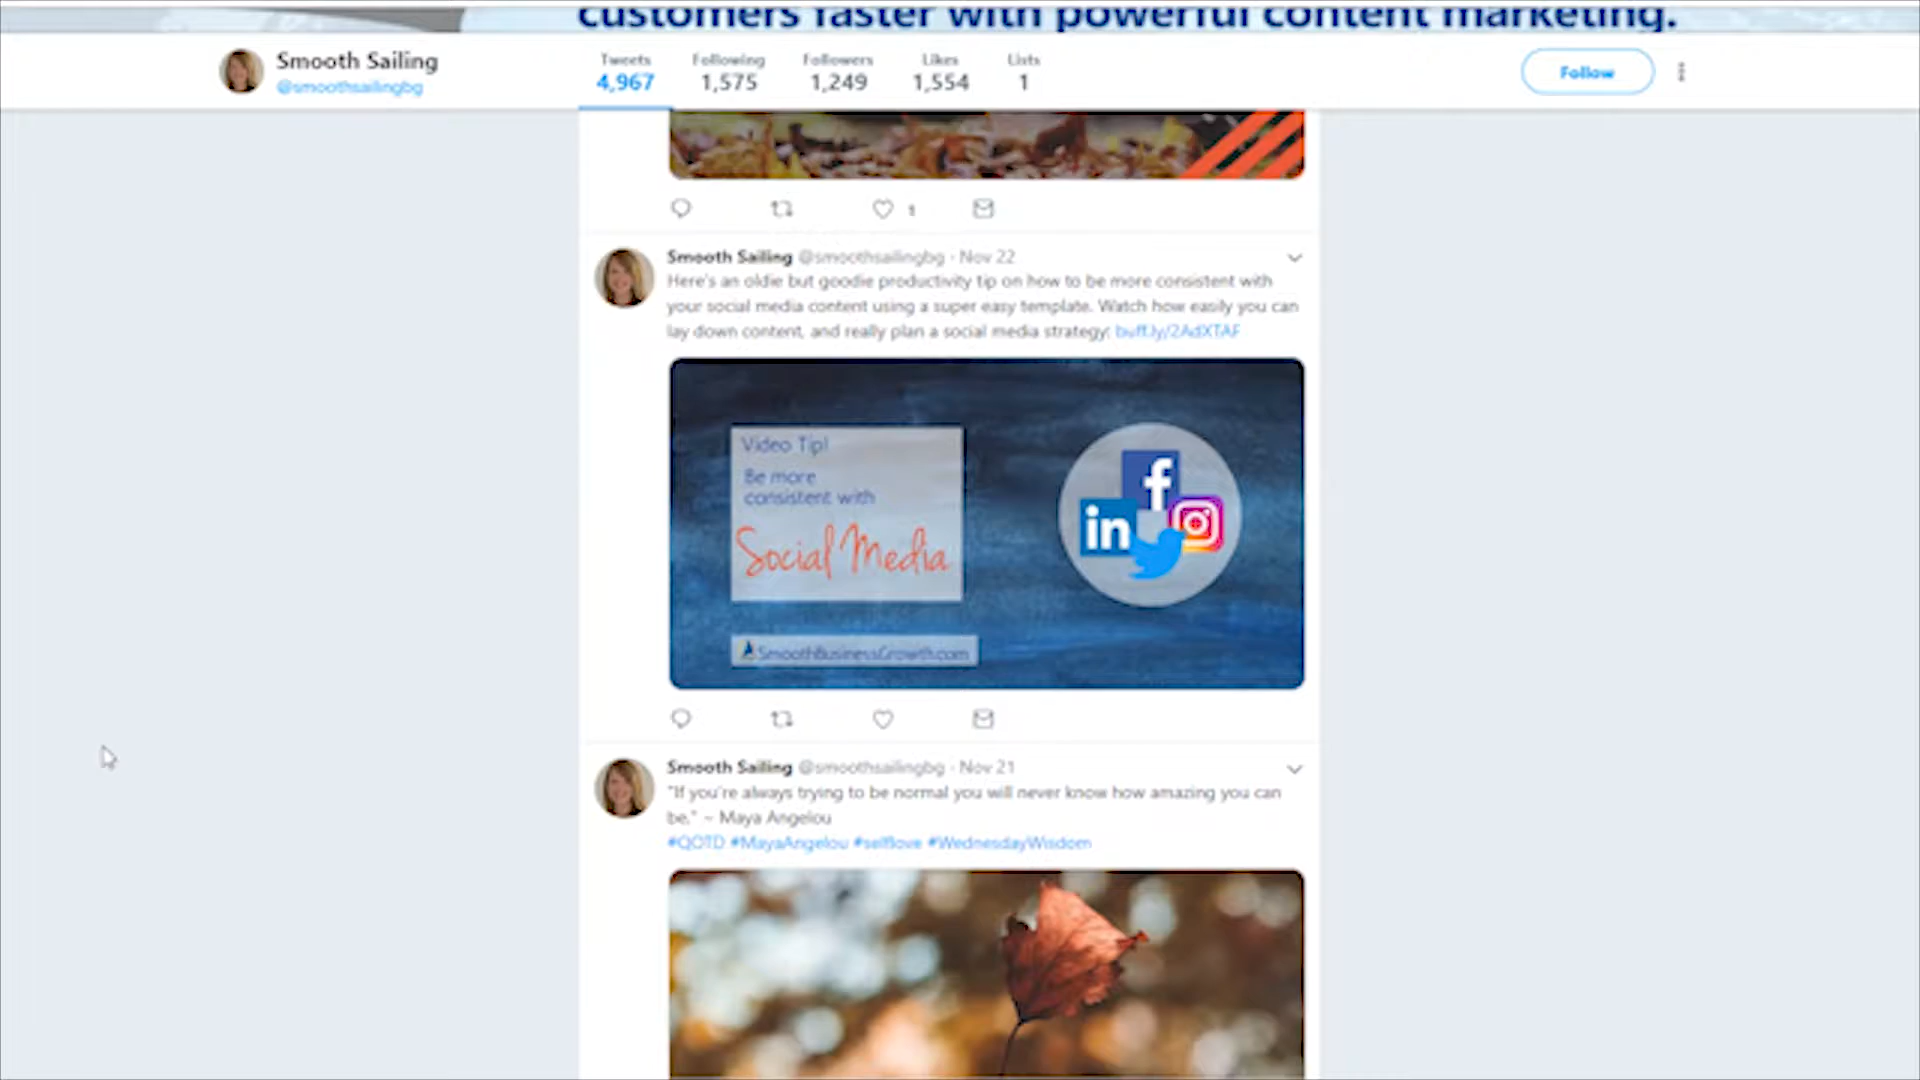 customers faster with powerful content marketing.
Smooth Sailing
@smoothsailingbg
Tweets
4,967
Following
1,575
Followers
1,249
Likes
1,554
Lists
1
Follow
1
Smooth Sailing @smoothsailingbg · Nov 22
Here's an oldie but goodie productivity tip on how to be more consistent with
your social media content using a super easy template. Watch how easily you can
lay down content, and really plan a social media strategy: buff.ly/2AdXTAF
Video Tip!
Be more
consistent with
Social Media
f
in
SmoothBusinessGrowth.com
Smooth Sailing @smoothsailingbg · Nov 21
"If you're always trying to be normal you will never know how amazing you can
be." ~ Maya Angelou
#QOTD #MayaAngelou #selflove #WednesdayWisdom